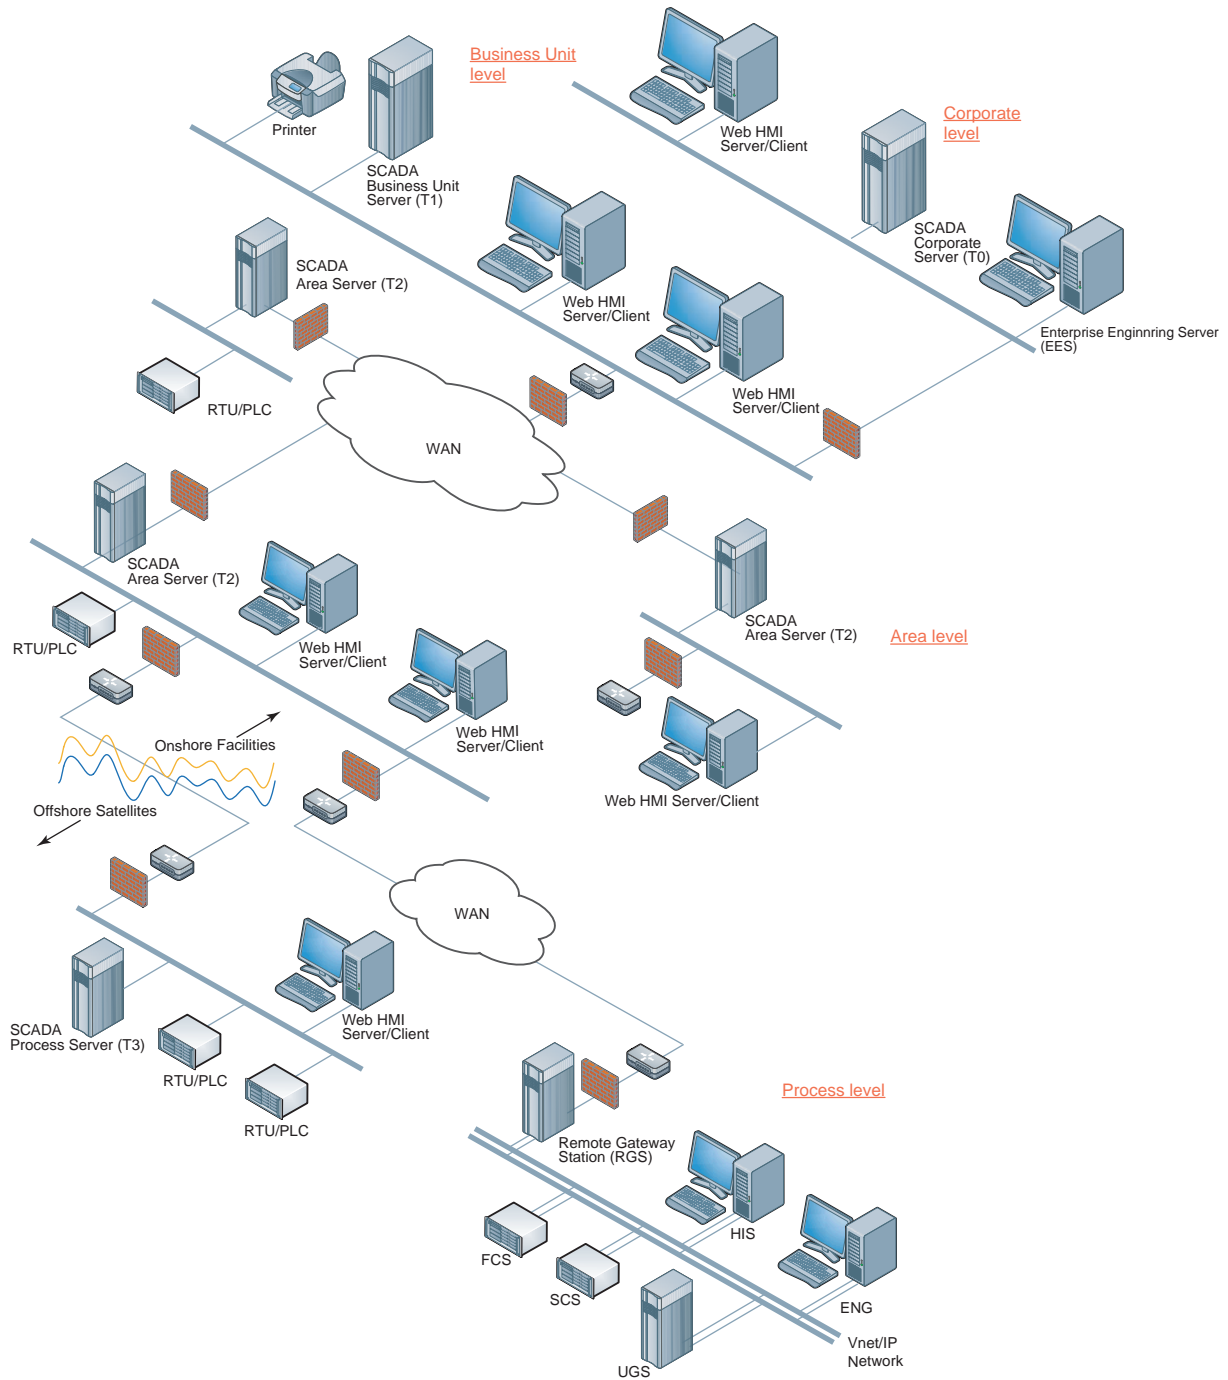 Business Unit
level
Printer
SCADA
Business Unit
Server (T1)
Web HMI
Server/Client
Corporate
level
SCADA
Corporate
Server (T0)
Enterprise Enginnring Server
(EES)
SCADA
Area Server (T2)
Web HMI
Server/Client
Web HMI
Server/Client
RTU/PLC
WAN
SCADA
Area Server (T2)
RTU/PLC
Web HMI
Server/Client
Web HMI
Server/Client
SCADA
Area Server (T2)
Area level
Web HMI Server/Client
Onshore Facilities
Offshore Satellites
WAN
SCADA
Process Server (T3)
Web HMI
Server/Client
RTU/PLC
RTU/PLC
Process level
Remote Gateway
Station (RGS)
HIS
FCS
SCS
ENG
UGS
Vnet/IP
Network